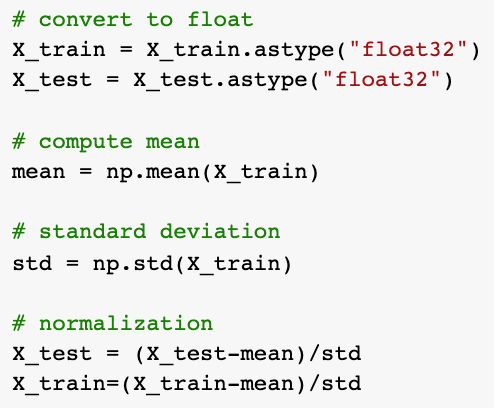 # convert to float
X_train = X_train.astype("float32")
X_test = X_test.astype("float32")
# compute mean
mean = np.mean(X_train)
# standard deviation
std = np.std(X_train)
# normalization
X_test = (X_test-mean)/std
X_train=(X_train-mean)/std